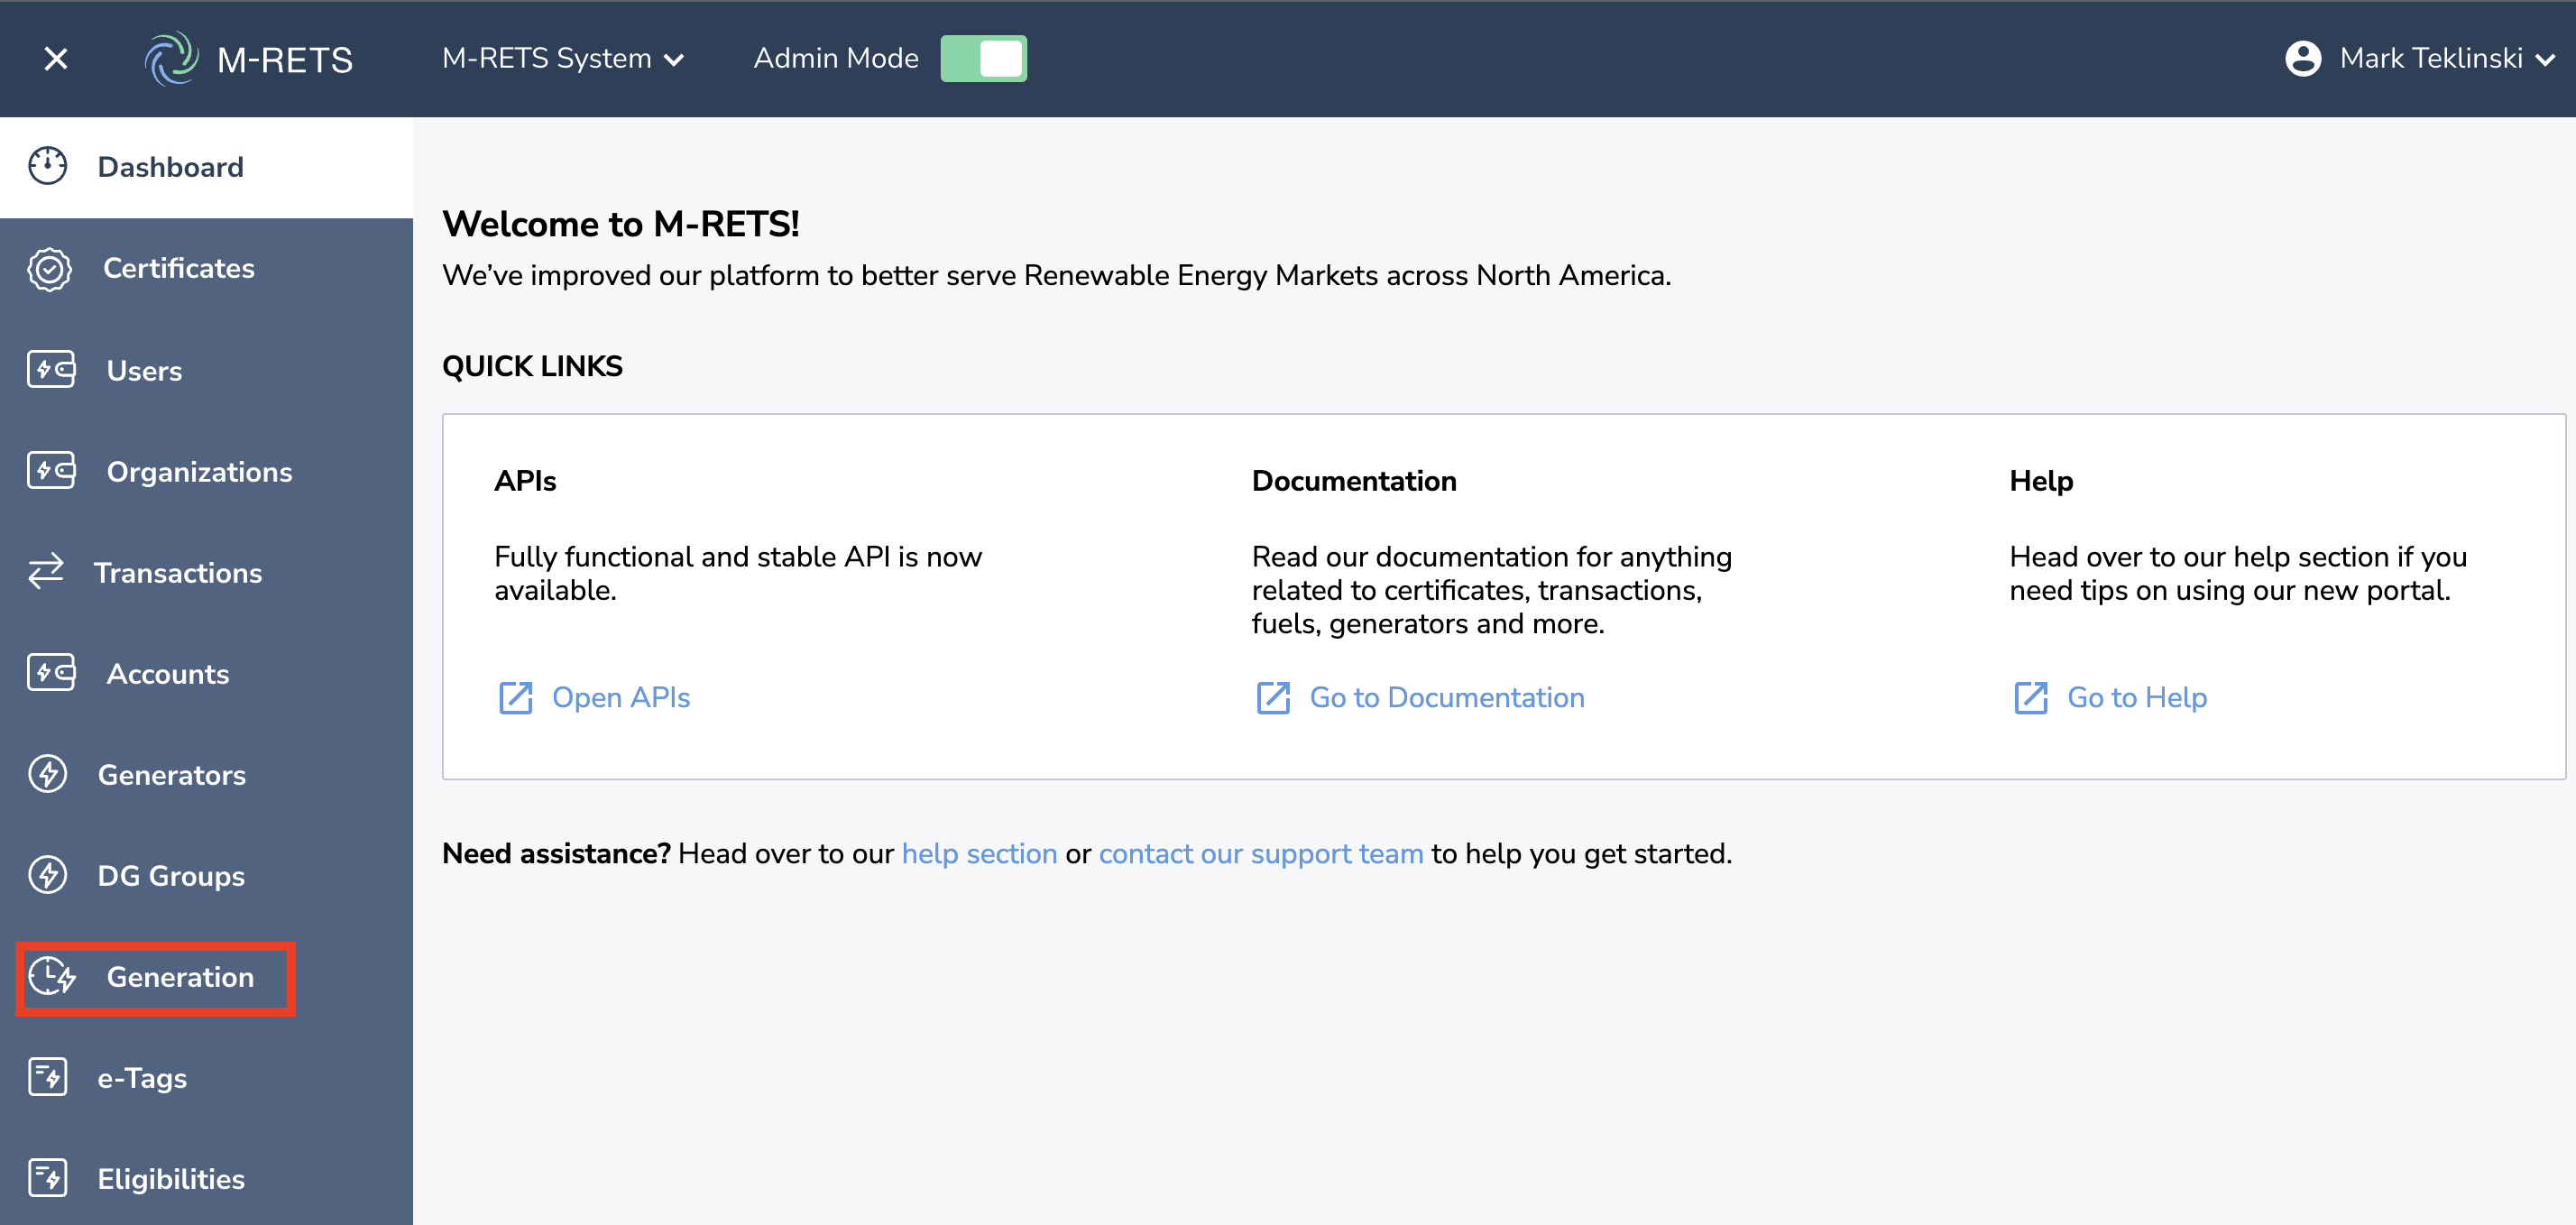 M-RETS
M-RETS System
Admin Mode
Mark Teklinski
Dashboard
Certificates
Users
Organizations
Transactions
Accounts
Generators
DG Groups
Generation
e-Tags
Eligibilities
Welcome to M-RETS!
We’ve improved our platform to better serve Renewable Energy Markets across North America.
QUICK LINKS
APIs
Fully functional and stable API is now
available.
Open APIs
Documentation
Read our documentation for anything
related to certificates, transactions,
fuels, generators and more.
Go to Documentation
Help
Head over to our help section if you
need tips on using our new portal.
Go to Help
Need assistance? Head over to our help section or contact our support team to help you get started.